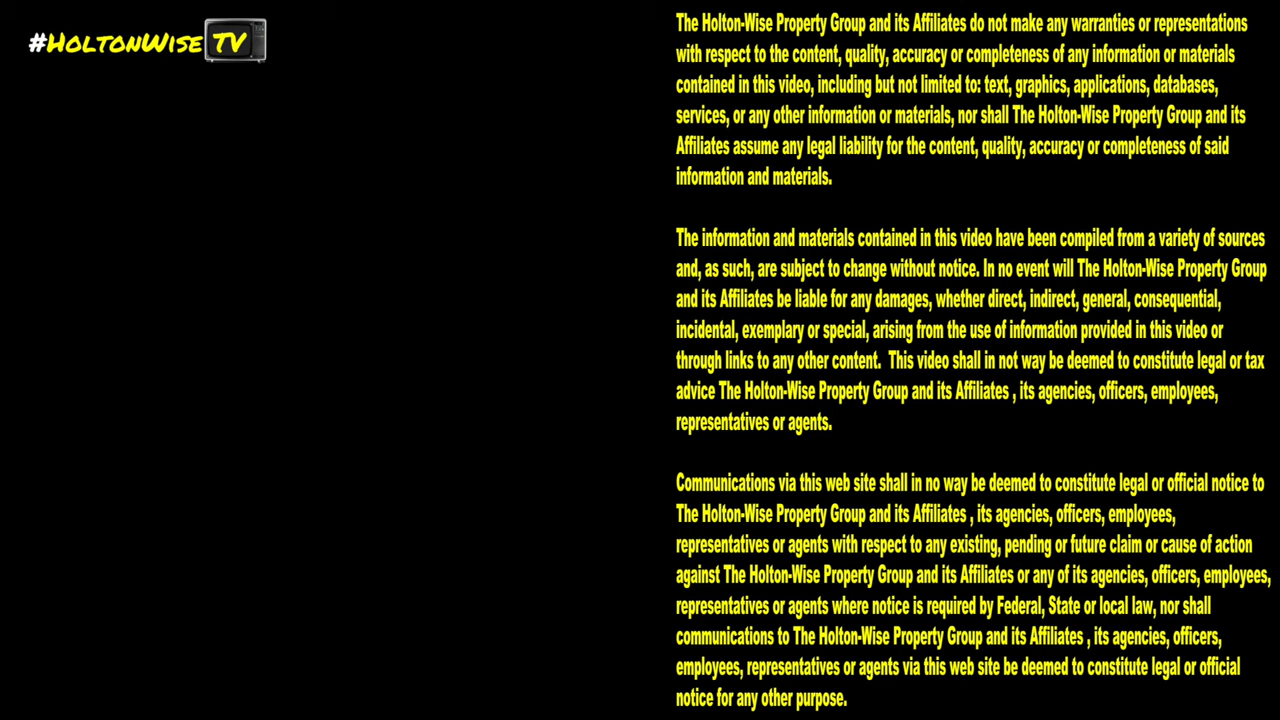 #HOLTONWISE TV
The Holton-Wise Property Group and its Affiliates do not make any warranties or representations
with respect to the content, quality, accuracy or completeness of any information or materials
contained in this video, including but not limited to: text, graphics, applications, databases,
services, or any other information or materials, nor shall The Holton-Wise Property Group and its
Affiliates assume any legal liability for the content, quality, accuracy or completeness of said
information and materials.
The information and materials contained in this video have been compiled from a variety of sources
and, as such, are subject to change without notice. In no event will The Holton-Wise Property Group
and its Affiliates be liable for any damages, whether direct, indirect, general, consequential,
incidental, exemplary or special, arising from the use of information provided in this video or
through links to any other content.  This video shall in not way be deemed to constitute legal or tax
advice The Holton-Wise Property Group and its Affiliates , its agencies, officers, employees,
representatives or agents.
Communications via this web site shall in no way be deemed to constitute legal or official notice to
The Holton-Wise Property Group and its Affiliates , its agencies, officers, employees,
representatives or agents with respect to any existing, pending or future claim or cause of action
against The Holton-Wise Property Group and its Affiliates or any of its agencies, officers, employees,
representatives or agents where notice is required by Federal, State or local law, nor shall
communications to The Holton-Wise Property Group and its Affiliates , its agencies, officers,
employees, representatives or agents via this web site be deemed to constitute legal or official
notice for any other purpose.